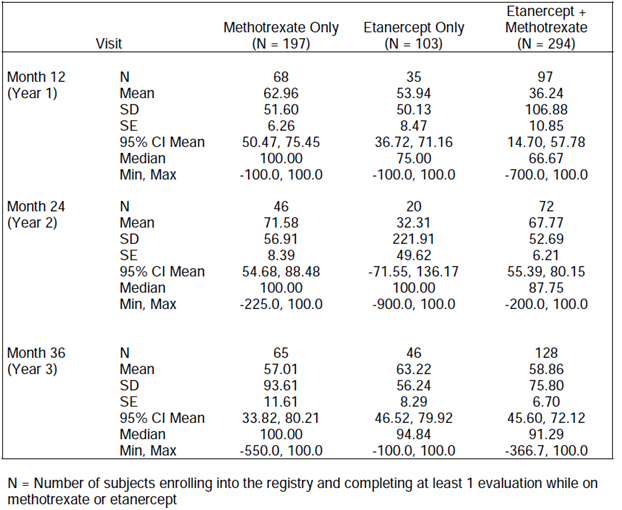 Visit Methotrexate Only (N = 197) Etanercept Only (N = 103) Etanercept + Methotrexate (N = 294)
Month 12 N 68 35 97
(Year 1) Mean 62.96 53.94 36.24
SD 51.60 50.13 106.88
SE 6.26 8.47 10.85
95% CI Mean 50.47, 75.45 36.72, 71.16 14.70, 57.78
Median 100.00 75.00 66.67
Min, Max -100.0, 100.0 -100.0, 100.0 -700.0, 100.0
Month 24 N 46 20 72
(Year 2) Mean 71.58 32.31 67.77
SD 56.91 221.91 52.69
SE 8.39 49.62 6.21
95% CI Mean 54.68, 88.48 -71.55, 136.17 55.39, 80.15
Median 100.00 100.00 87.75
Min, Max -225.0, 100.0 -900.0, 100.0 -200.0, 100.0
Month 36 N 65 46 128
(Year 3) Mean 57.01 63.22 58.86
SD 93.61 56.24 75.80
SE 11.61 8.29 6.70
95% CI Mean 33.82, 80.21 46.52, 79.92 45.60, 72.12
Median 100.00 94.84 91.29
Min, Max -550.0, 100.0 -100.0, 100.0 -366.7, 100.0
N = Number of subjects enrolling into the registry and completing at least 1 evaluation while on
methotrexate or etanercept